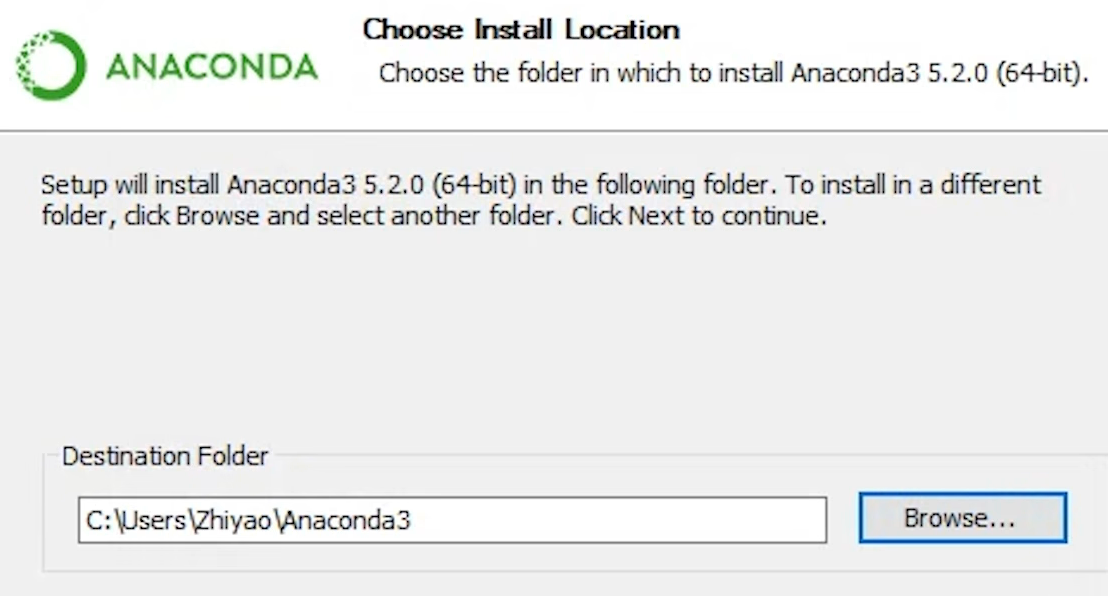 Choose Install Location
ANACONDA
Choose the folder in which to install Anaconda3 5.2.0 (64-bit).
Setup will install Anaconda3 5.2.0 (64-bit) in the following folder. To install in a different
folder, click Browse and select another folder. Click Next to continue.
Destination Folder
C:\Users\Zhiyao\Anaconda3
Browse...